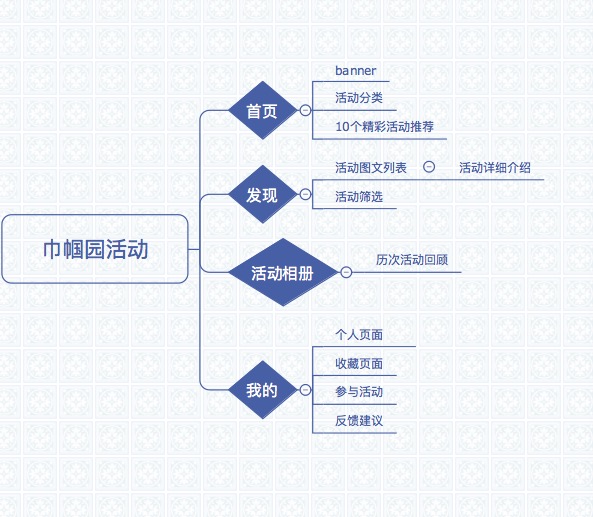 巾帼园活动
首页
banner
活动分类
10个精彩活动推荐
发现
活动图文列表
活动详细介绍
活动筛选
活动相册
历次活动回顾
我的
个人页面
收藏页面
参与活动
反馈建议